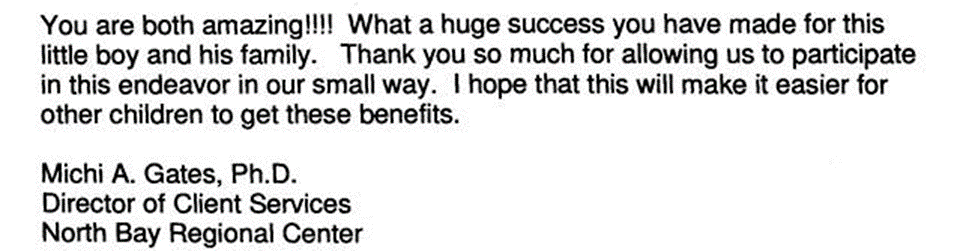 You are both amazing!!!!  What a huge success you have made for this
little boy and his family.   Thank you so much for allowing us to participate
in this endeavor in our small way.  I hope that this will make it easier for
other children to get these benefits.

Michi A. Gates, Ph.D.
Director of Client Services
North Bay Regional Center